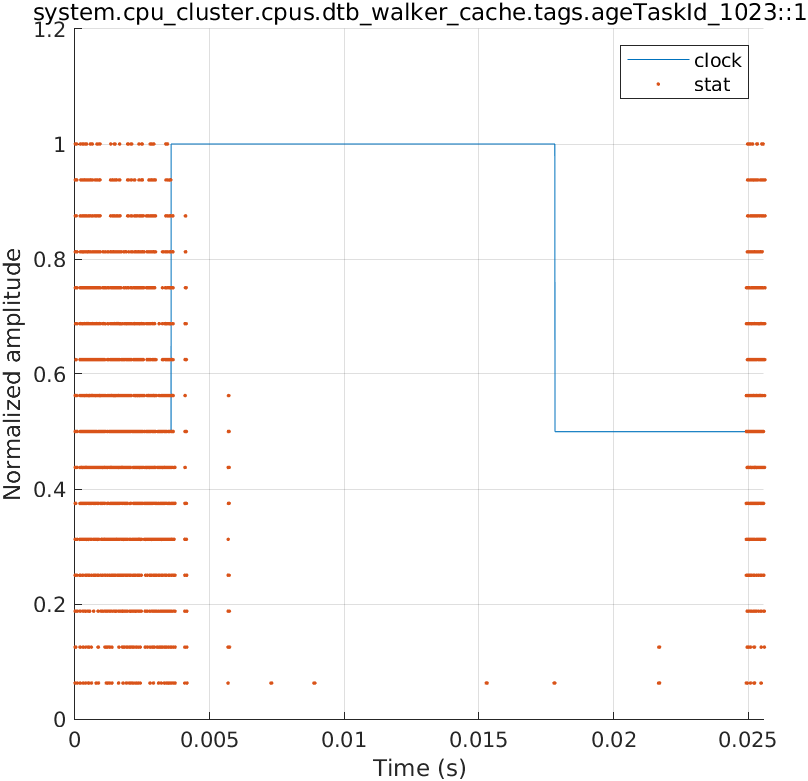 system.cpu_cluster.cpus.dtb_walker_cache.tags.ageTaskId_1023::1
1.2
clock
stat
1
0.8
Normalized amplitude
0.6
0.4
0.2
0
0 0.005 0.01 0.015 0.02 0.025
Time (s)